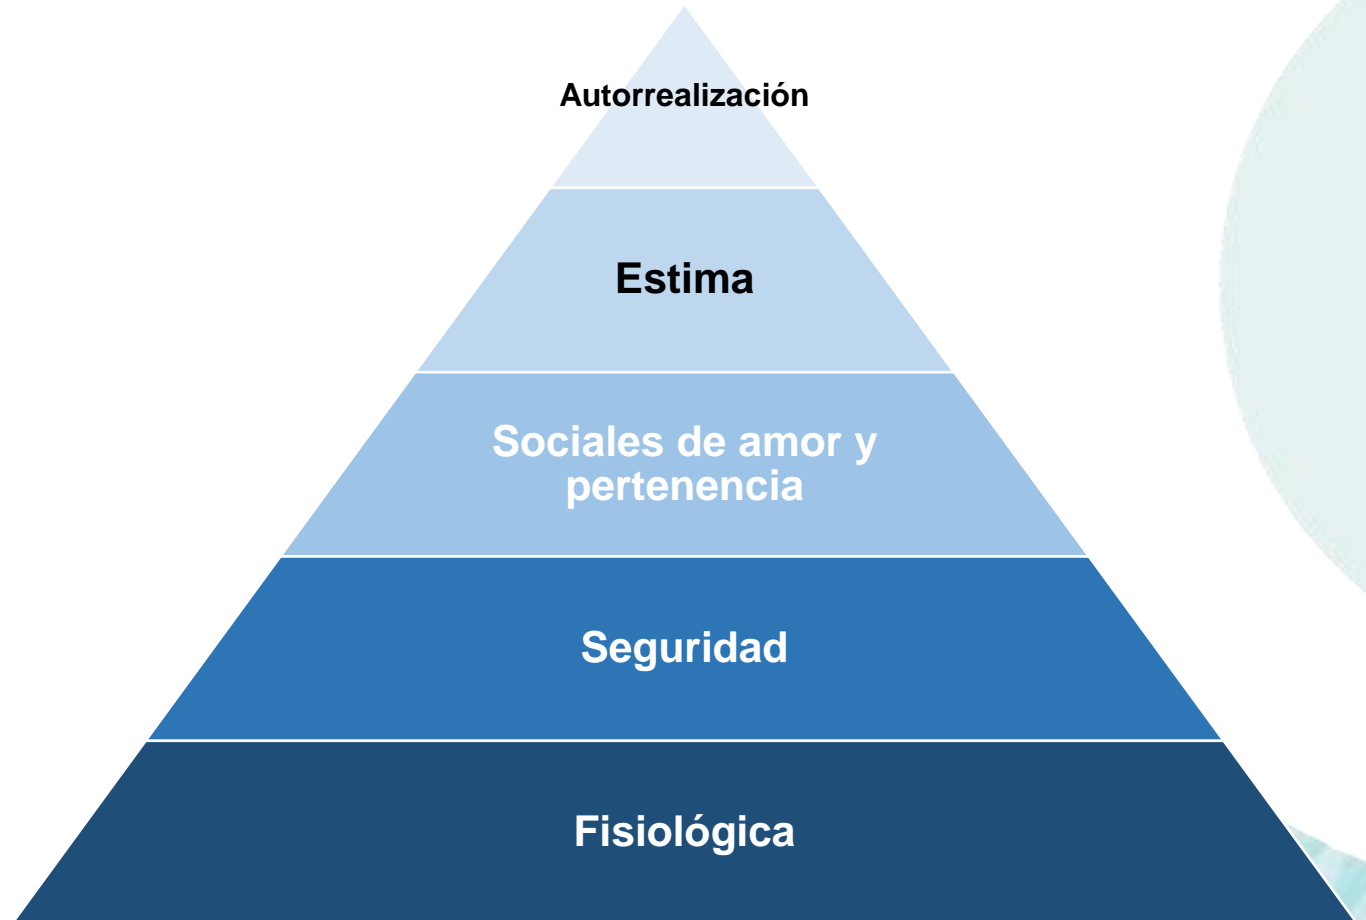 Autorrealización
Estima
Sociales de amor y
pertenencia
Seguridad
Fisiológica